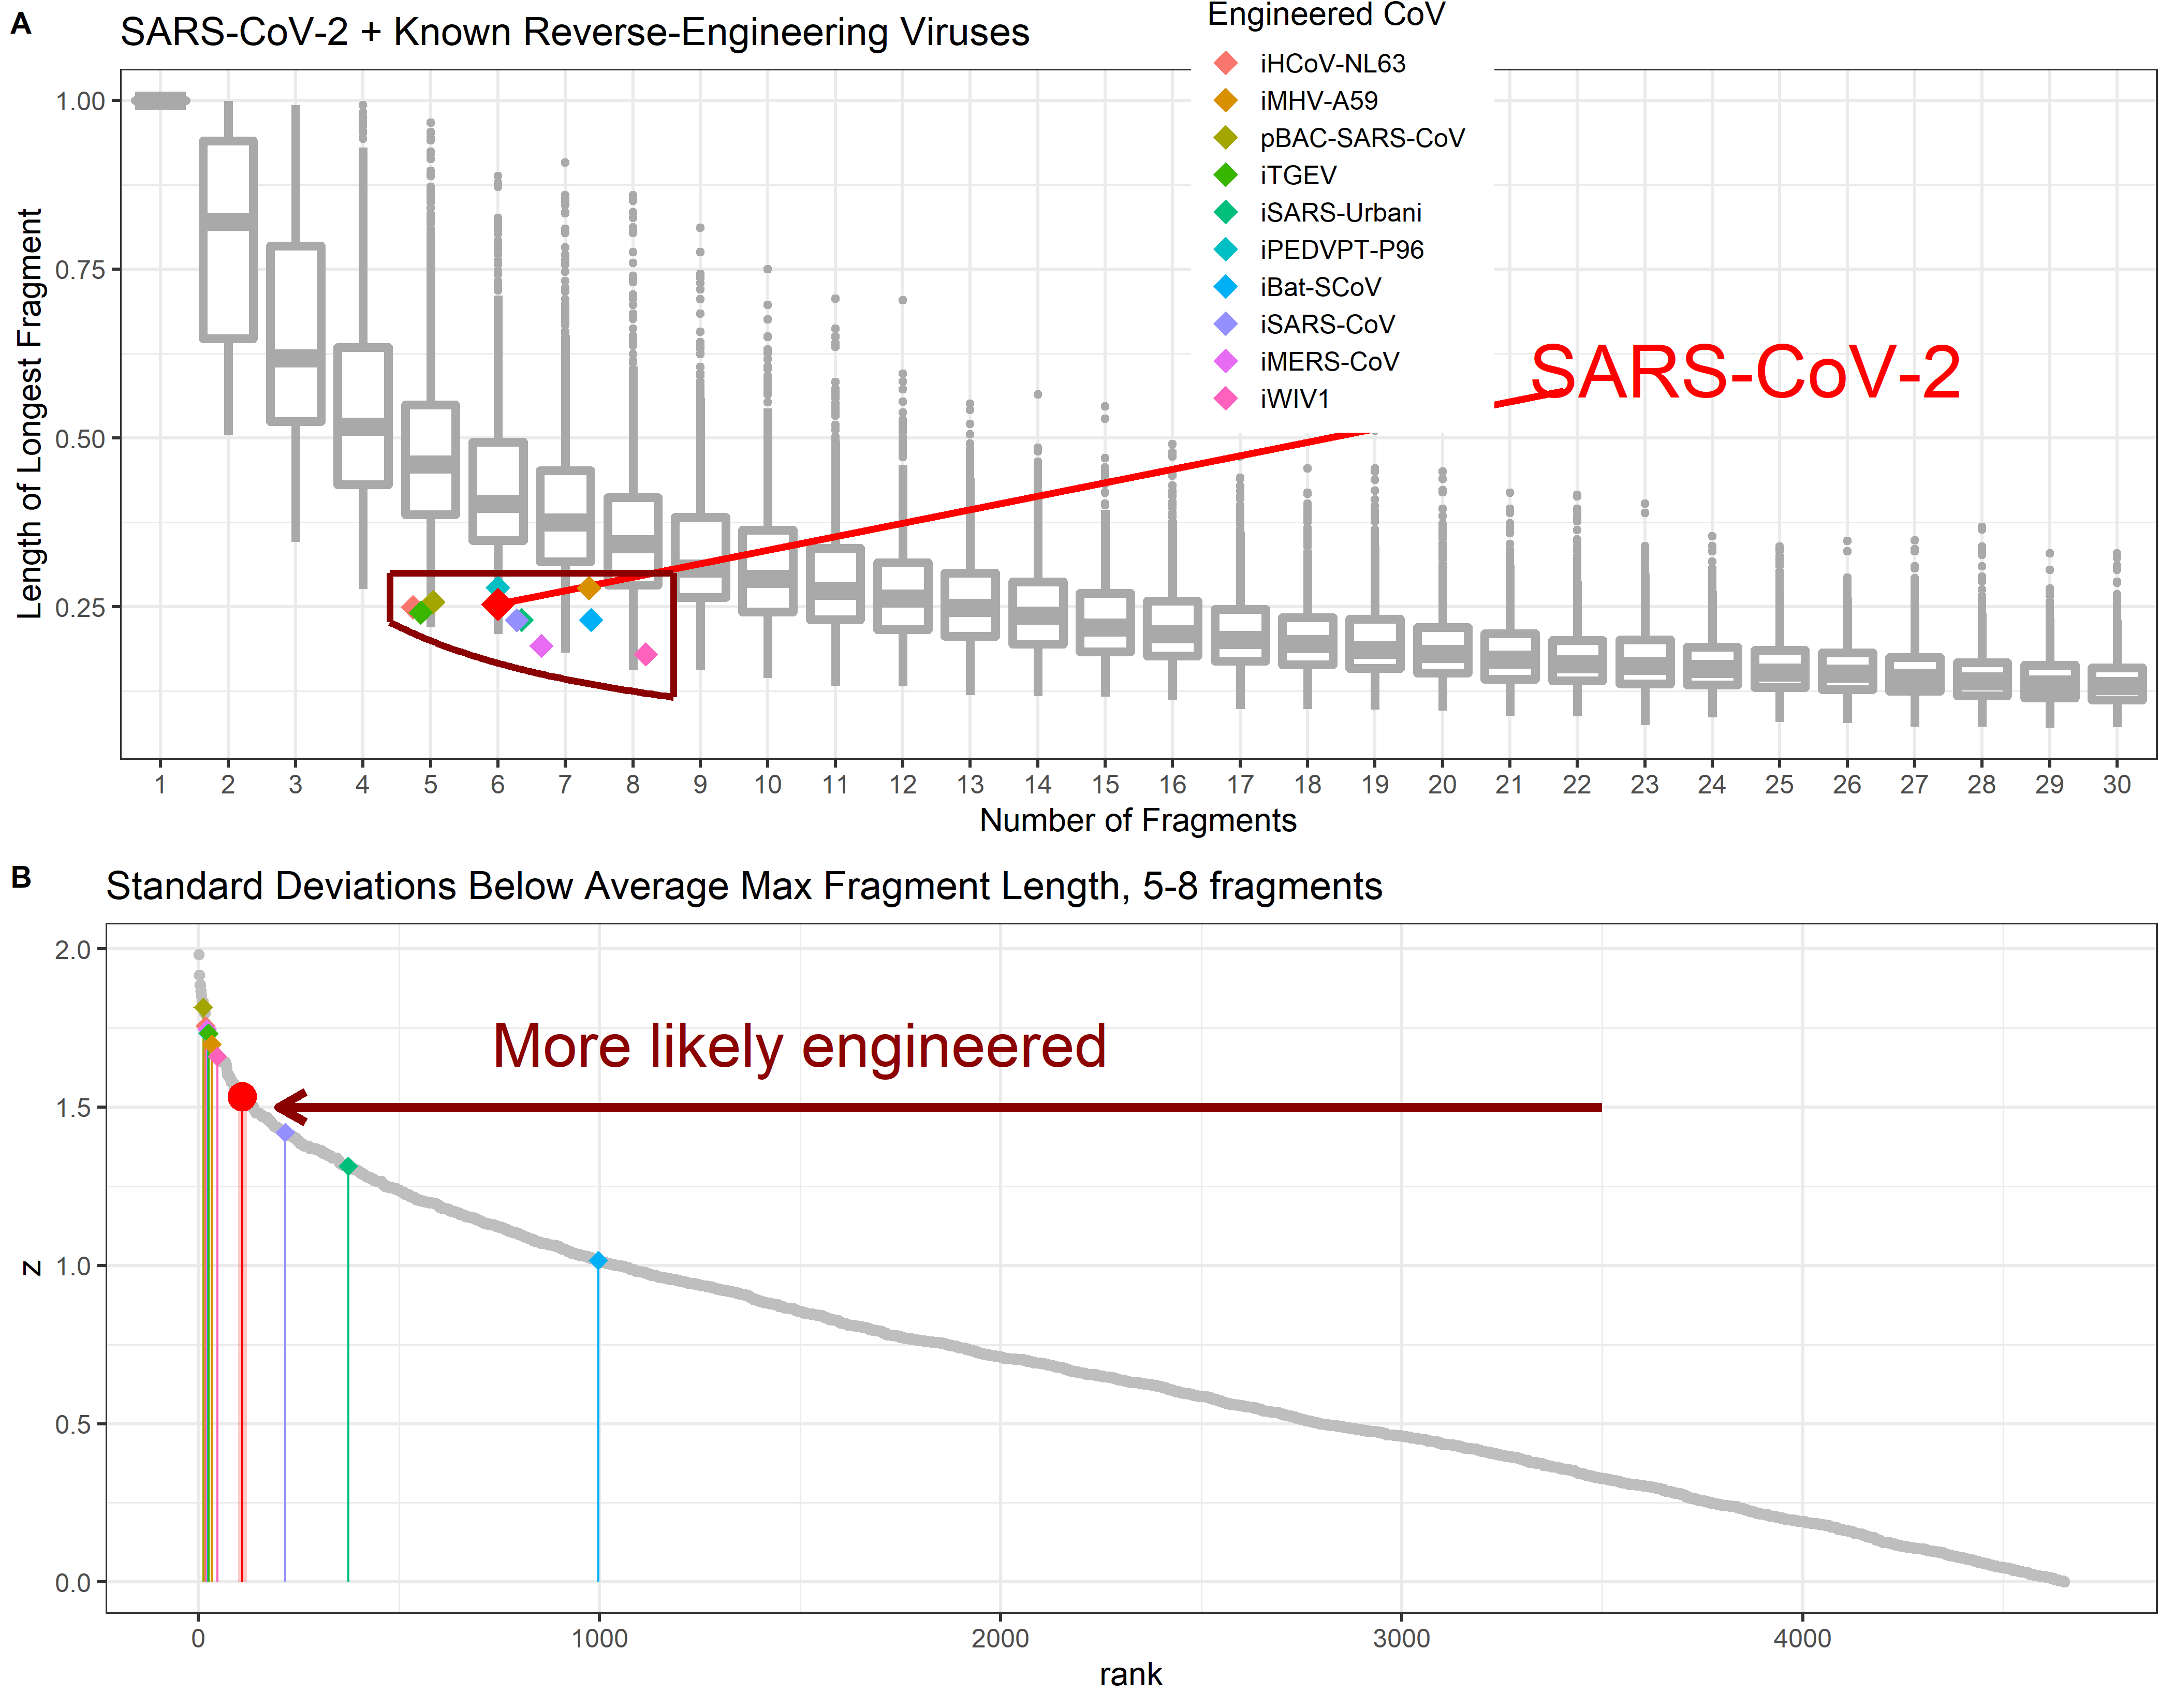 A
SARS-CoV-2 + Known Reverse-Engineering Viruses
Engineered CoV
iHCoV-NL63
iMHV-A59
pBAC-SARS-CoV
iTGEV
iSARS-Urbani
iPEDVPT-P96
iBat-SCoV
iSARS-CoV
iMERS-CoV
iWIV1
SARS-CoV-2
Length of Longest Fragment
1.00
0.75
0.50
0.25
1 2 3 4 5 6 7 8 9 10 11 12 13 14 15 16 17 18 19 20 21 22 23 24 25 26 27 28 29 30
Number of Fragments
B
Standard Deviations Below Average Max Fragment Length, 5-8 fragments
More likely engineered
z
2.0
1.5
1.0
0.5
0.0
0 1000 2000 3000 4000
rank